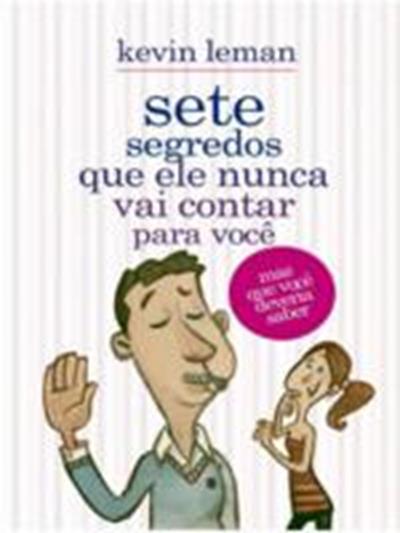 kevin leman
sete
segredos
que ele nunca
vai contar
para você
mas
que você
deveria
saber